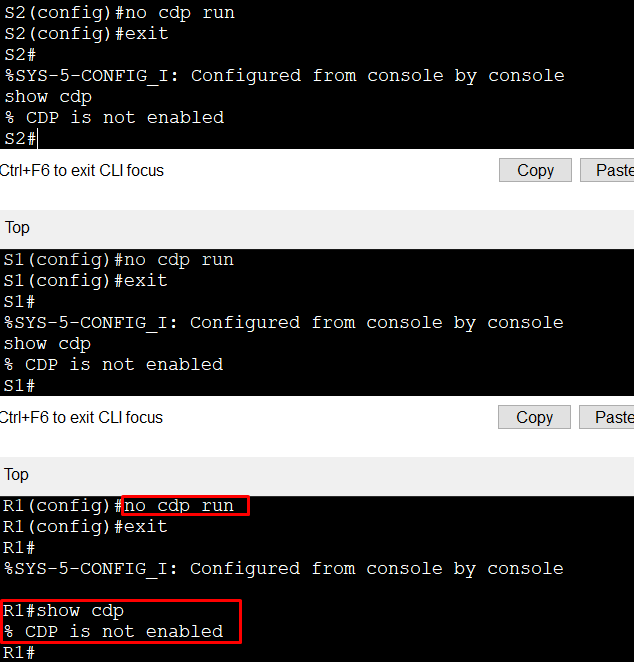 S2(config)#no cdp run
S2(config)#exit
S2#
%SYS-5-CONFIG_I: Configured from console by console
show cdp
% CDP is not enabled
S2#
Ctrl+F6 to exit CLI focus
Copy
Paste
Top
S1(config)#no cdp run
S1(config)#exit
S1#
%SYS-5-CONFIG_I: Configured from console by console
show cdp
% CDP is not enabled
S1#
Ctrl+F6 to exit CLI focus
Copy
Paste
Top
R1(config)#no cdp run
R1(config)#exit
R1#
%SYS-5-CONFIG_I: Configured from console by console
R1#show cdp
% CDP is not enabled
R1#